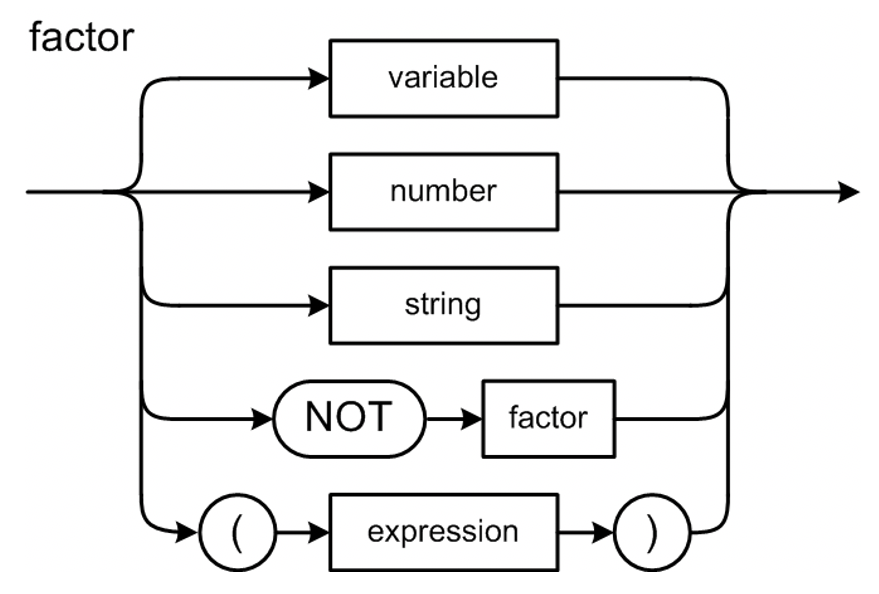 factor
variable
number
string
NOT factor
( expression )